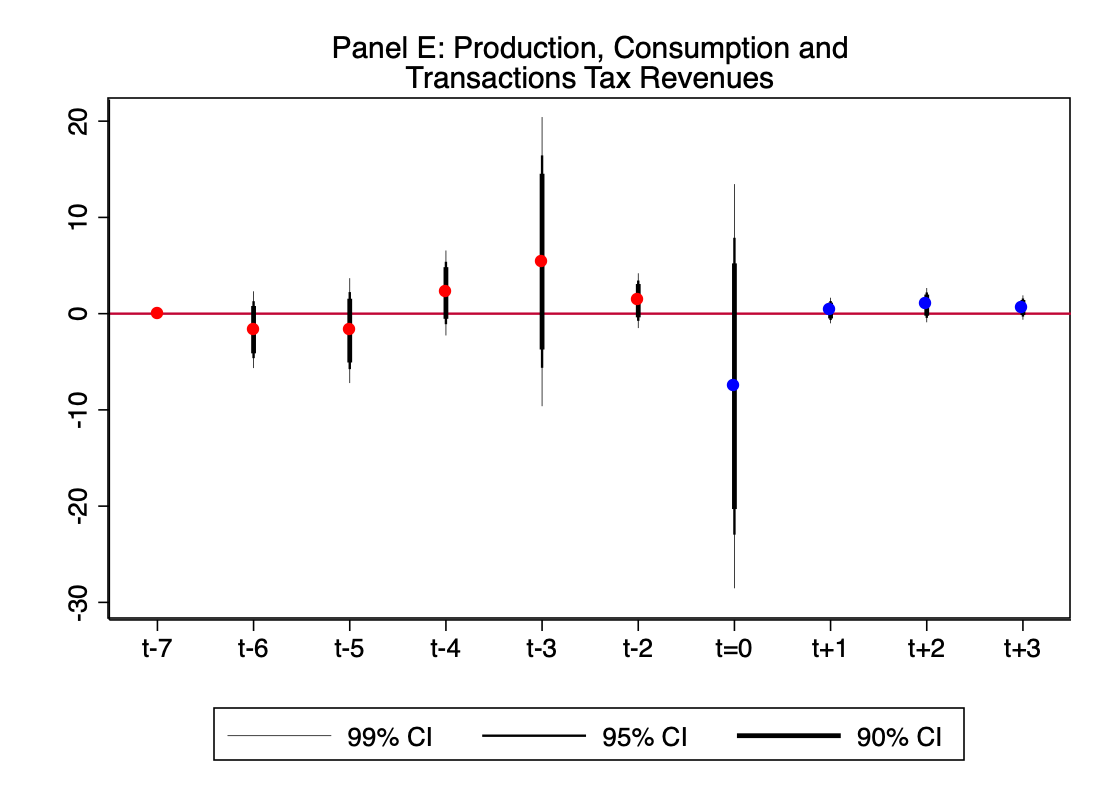 Panel E: Production, Consumption and
Transactions Tax Revenues
20
10
0
-10
-20
-30
t-7 t-6 t-5 t-4 t-3 t-2 t=0 t+1 t+2 t+3
99% CI 95% CI 90% CI